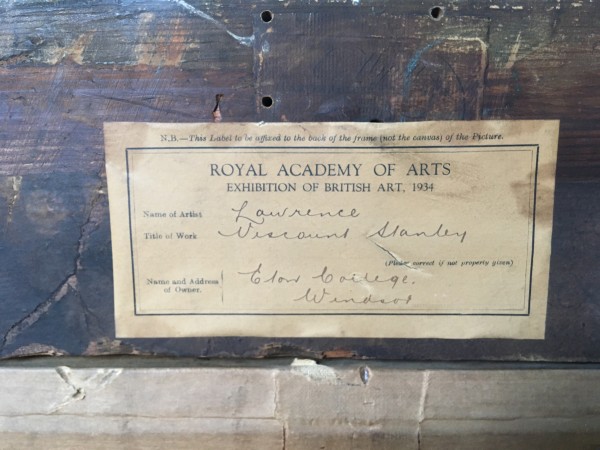 N.B.—This Label to be affixed to the back of the frame (not the canvas) of the Picture.
ROYAL ACADEMY OF ARTS
EXHIBITION OF BRITISH ART, 1934
Name of Artist Lawrence
Title of Work Viscount Stanley
(Please correct if not properly given)
Name and Address of Owner. Eton College.
Windsor